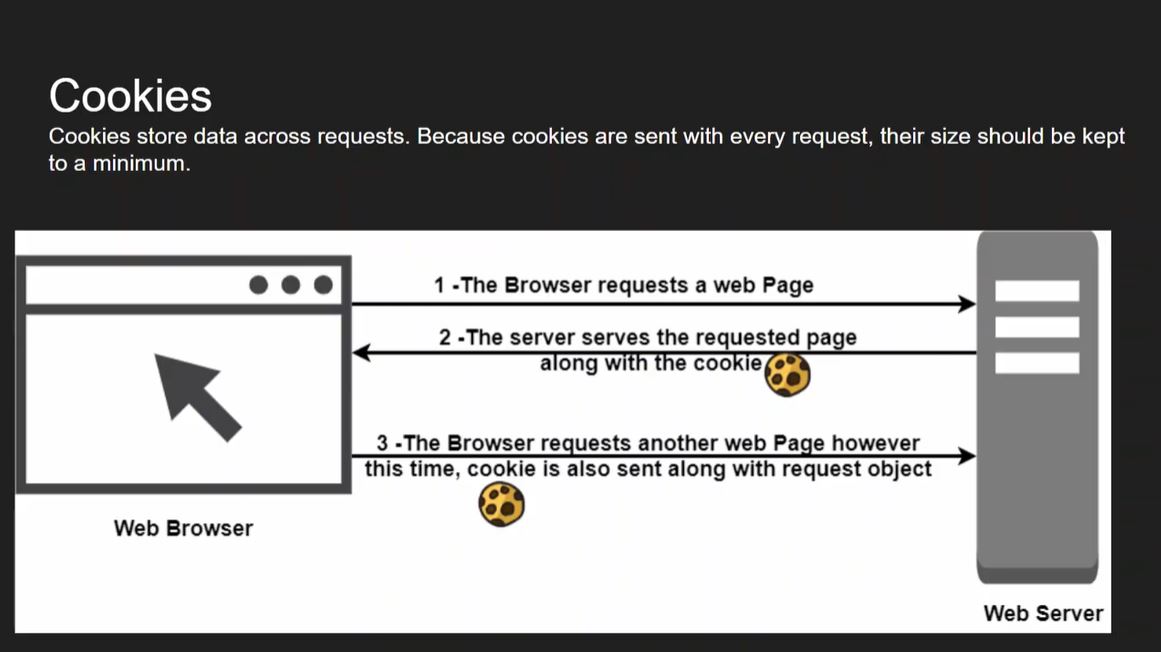 Cookies
Cookies store data across requests. Because cookies are sent with every request, their size should be kept
to a minimum.
1 -The Browser requests a web Page
2 -The server serves the requested page
along with the cookie
3 -The Browser requests another web Page however
this time, cookie is also sent along with request object
Web Browser
Web Server